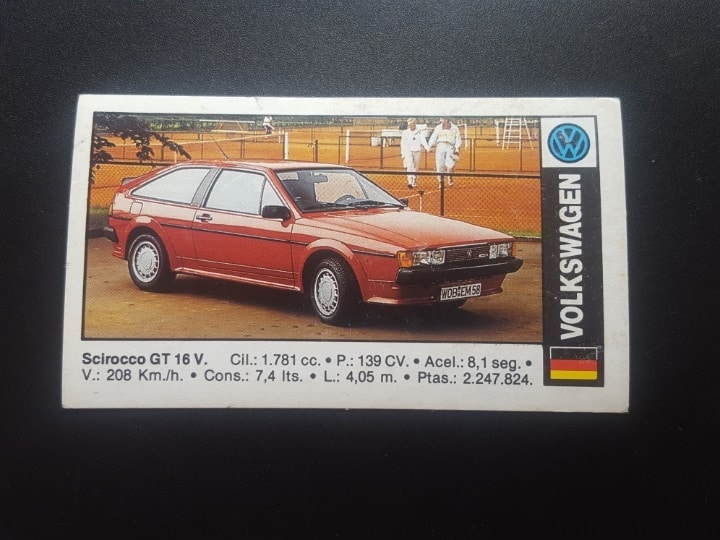 VW
VOLKSWAGEN
WOB EM 58
Scirocco GT 16 V. Cil.: 1.781 cc. • P.: 139 CV. • Acel.: 8,1 seg. •
V.: 208 Km./h. • Cons.: 7,4 lts. • L.: 4,05 m. • Ptas.: 2.247.824.